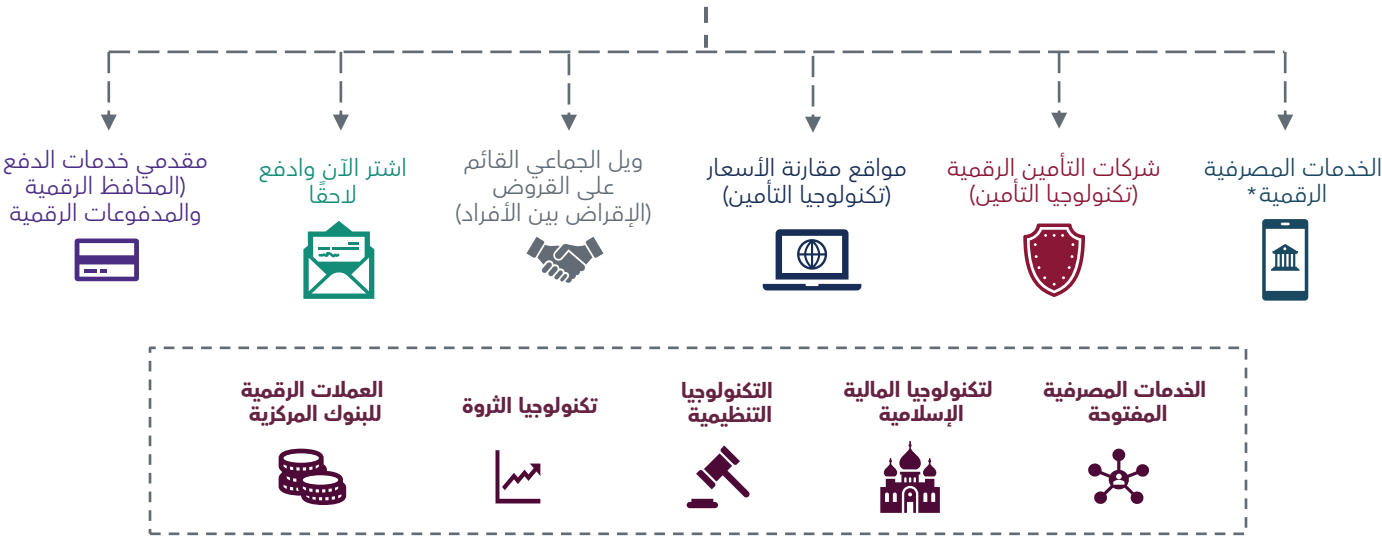 الخدمات المصرفية
الرقمية*
شركات التأمين الرقمية
(تكنولوجيا التأمين)
مواقع مقارنة الأسعار
(تكنولوجيا التأمين)
ويل الجماعي القائم
على القروض
(الإقراض بين الأفراد)
اشتر الآن وادفع
لاحقًا
مقدمي خدمات الدفع
(المحافظ الرقمية
والمدفوعات الرقمية
الخدمات المصرفية
المفتوحة
لتكنولوجيا المالية
الإسلامية
التكنولوجيا
التنظيمية
تكنولوجيا الثروة
العملات الرقمية
للبنوك المركزية